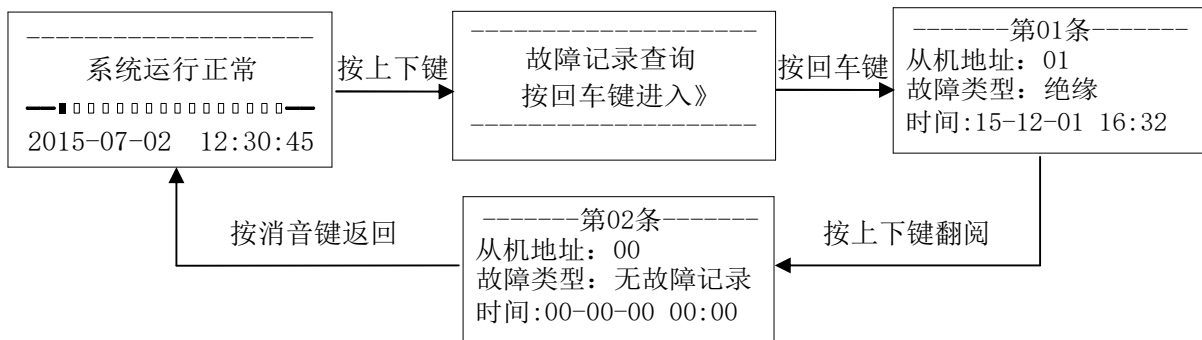 --------------------
系统运行正常
2015-07-02 12:30:45
按上下键
--------------------
故障记录查询
按回车键进入》
--------------------
按回车键
-------第01条-------
从机地址：01
故障类型：绝缘
时间:15-12-01 16:32
按上下键翻阅
-------第02条-------
从机地址：00
故障类型：无故障记录
时间:00-00-00 00:00
按消音键返回